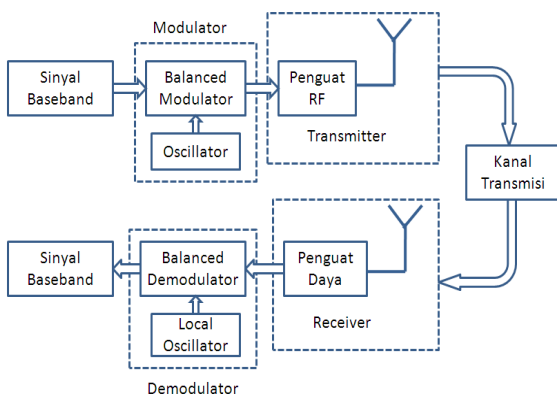 Modulator
Sinyal
Baseband
Balanced
Modulator
Oscillator
Penguat
RF
Transmitter
Kanal
Transmisi
Sinyal
Baseband
Balanced
Demodulator
Local
Oscillator
Demodulator
Penguat
Daya
Receiver